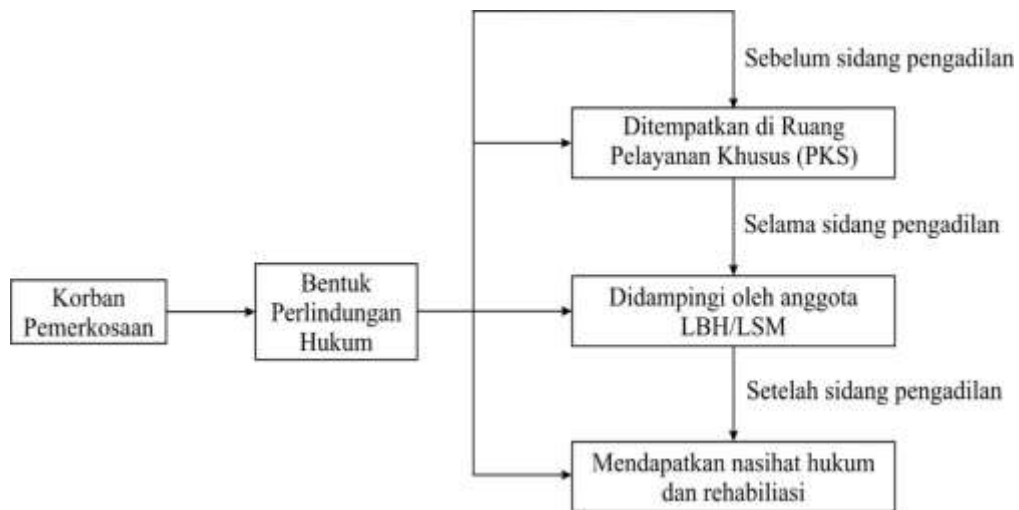 Sebelum sidang pengadilan
Ditempatkan di Ruang
Pelayanan Khusus (PKS)
Selama sidang pengadilan
Korban
Pemerkosaan
Bentuk
Perlindungan
Hukum
Didampingi oleh anggota
LBH/LSM
Setelah sidang pengadilan
Mendapatkan nasihat hukum
dan rehabiliasi